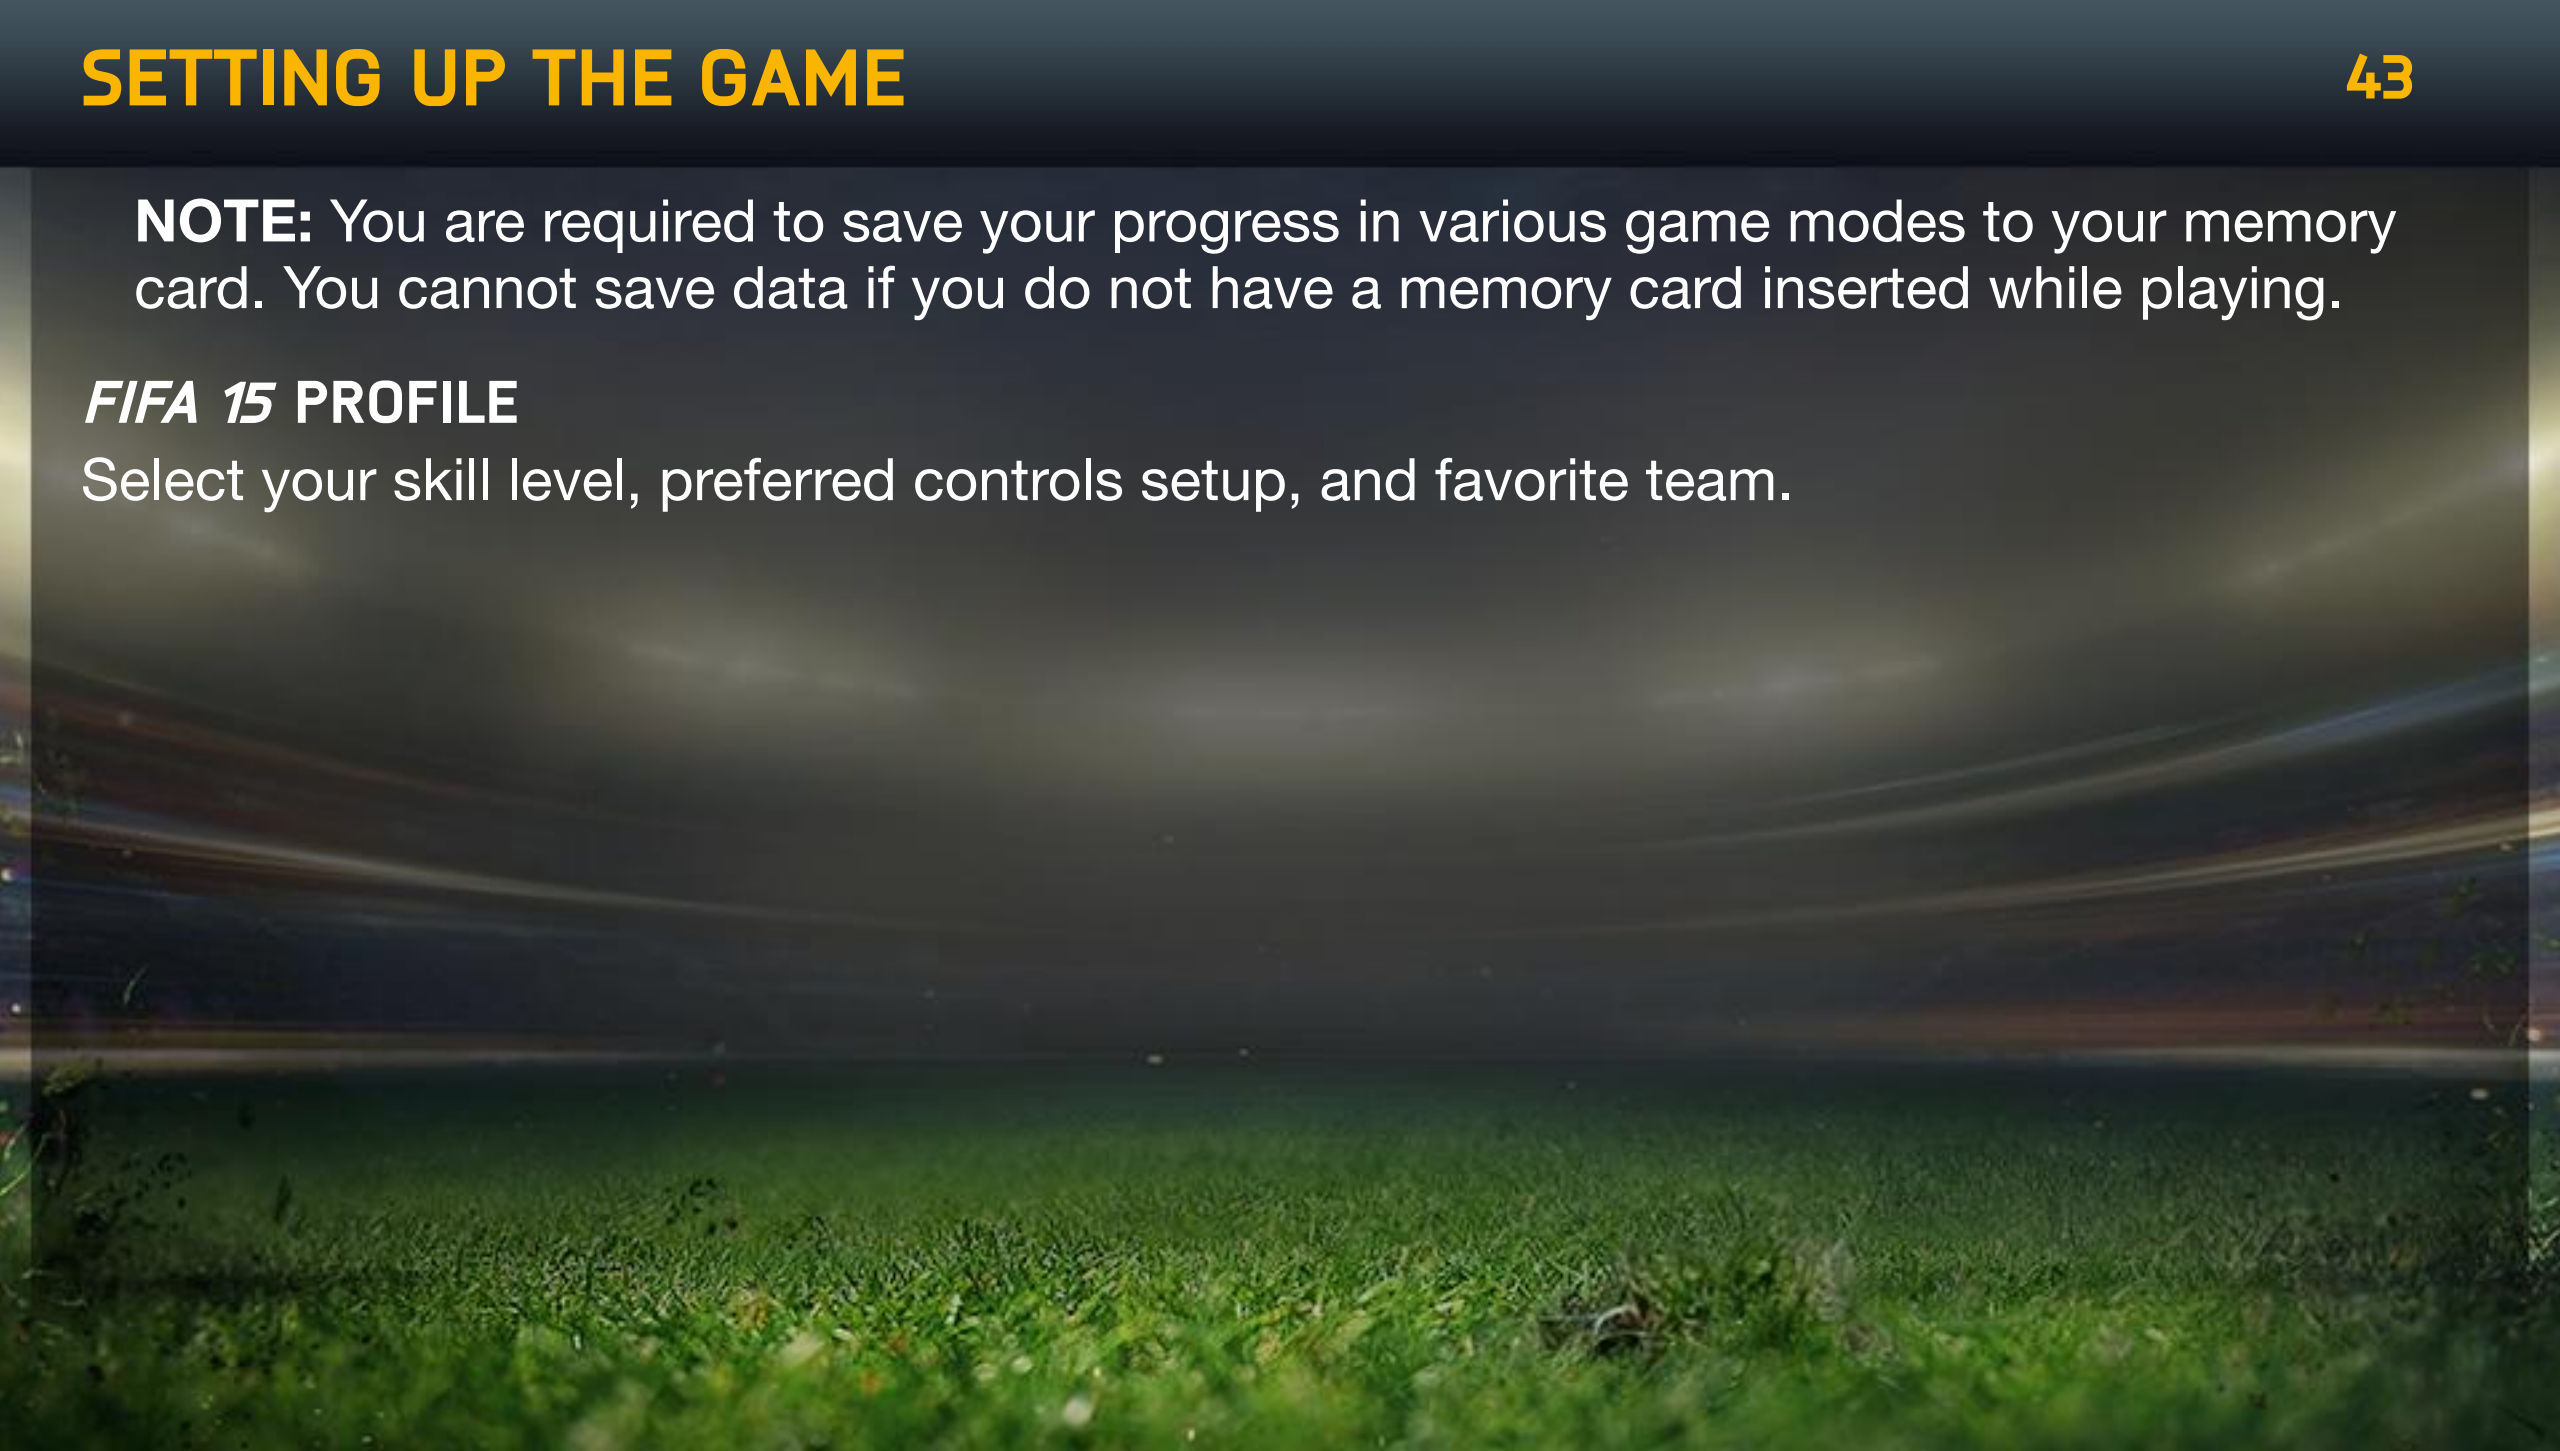 SETTING UP THE GAME
43
NOTE: You are required to save your progress in various game modes to your memory
card. You cannot save data if you do not have a memory card inserted while playing.
FIFA 15 PROFILE
Select your skill level, preferred controls setup, and favorite team.